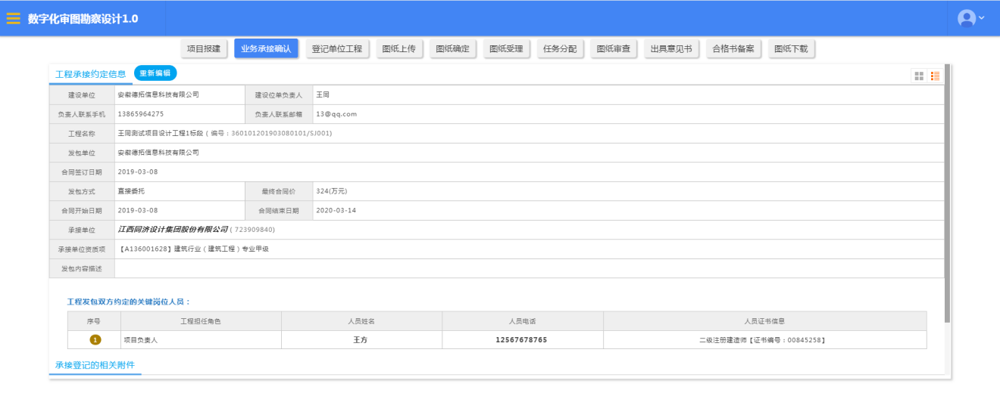 数字化审图勘察设计1.0
项目报建 业务承接确认 登记单位工程 图纸上传 图纸确定 图纸受理 任务分配 图纸审查 出具意见书 合格书备案 图纸下载
工程承接约定信息 重新编辑
建设单位 安徽德拓信息科技有限公司 建设位单负责人 王同
负责人联系手机 13865964275 负责人联系邮箱 13@qq.com
工程名称 王同测试项目设计工程1标段 ( 编号 : 360101201903080101/SJ001)
发包单位 安徽德拓信息科技有限公司
合同签订日期 2019-03-08
发包方式 直接委托 最终合同价 324(万元)
合同开始日期 2019-03-08 合同结束日期 2020-03-14
承接单位 江西同济设计集团股份有限公司 ( 723909840)
承接单位资质项 【A136001628】建筑行业 ( 建筑工程 ) 专业甲级
发包内容描述
工程发包双方约定的关键岗位人员 :
序号 工程担任角色 人员姓名 人员电话 人员证书信息
1 项目负责人 王方 12567678765 二级注册建造师【证书编号 : 00845258】
承接登记的相关附件